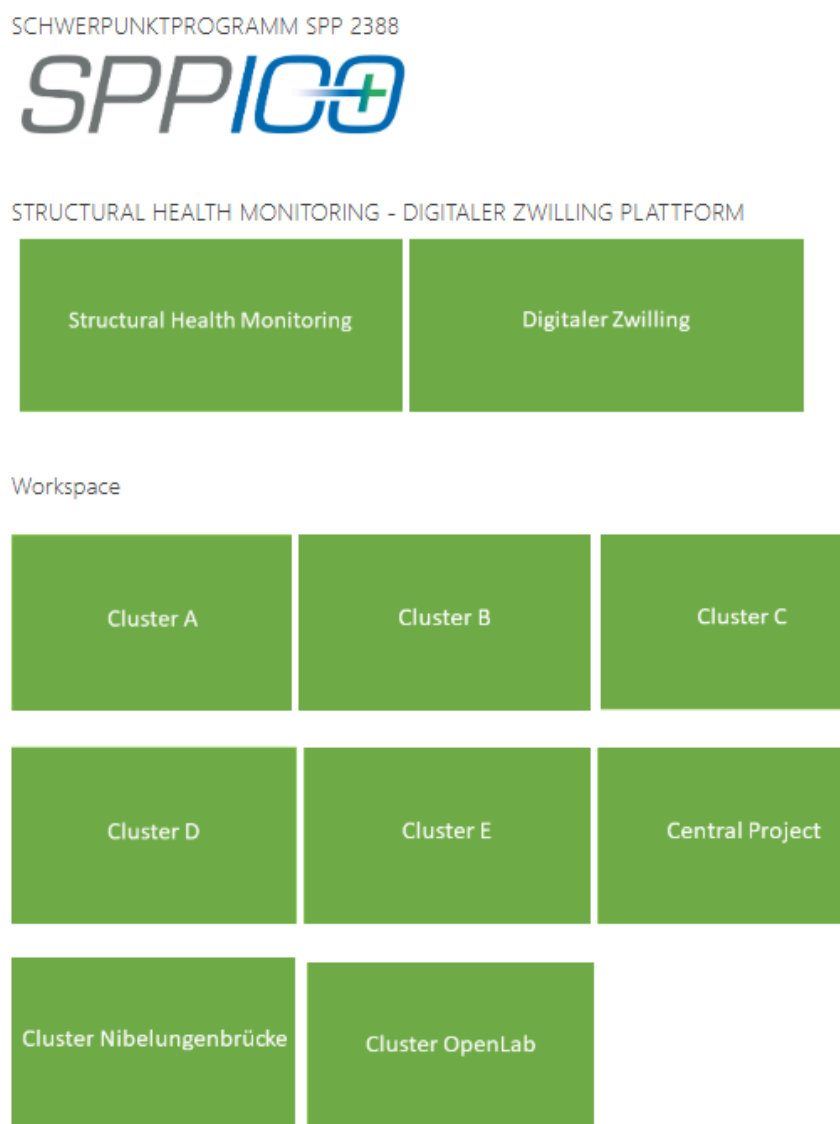 SCHWERPUNKTPROGRAMM SPP 2388
SPP100+
STRUCTURAL HEALTH MONITORING - DIGITALER ZWILLING PLATTFORM
Structural Health Monitoring
Digitaler Zwilling
Workspace
Cluster A
Cluster B
Cluster C
Cluster D
Cluster E
Central Project
Cluster Nibelungenbrücke
Cluster OpenLab